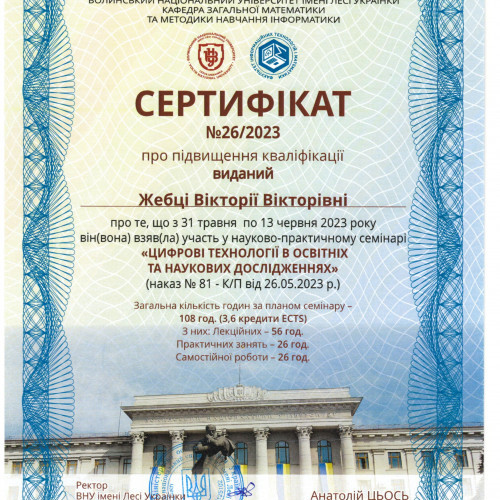 ВОЛИНСЬКИЙ НАЦІОНАЛЬНИЙ УНІВЕРСИТЕТ ІМЕНІ ЛЕСІ УКРАЇНКИ
КАФЕДРА ЗАГАЛЬНОЇ МАТЕМАТИКИ
ТА МЕТОДИКИ НАВЧАННЯ ІНФОРМАТИКИ
СЕРТИФІКАТ
№26/2023
про підвищення кваліфікації
виданий
Жебці Вікторії Вікторівні
про те, що з 31 травня по 13 червня 2023 року
він(вона) взяв(ла) участь у науково-практичному семінарі
«ЦИФРОВІ ТЕХНОЛОГІЇ В ОСВІТНІХ
ТА НАУКОВИХ ДОСЛІДЖЕННЯХ»
(наказ № 81 - К/П від 26.05.2023 р.)
Загальна кількість годин за планом семінару –
108 год. (3,6 кредити ECTS)
З них: Лекційних – 56 год.
Практичних занять – 26 год.
Самостійної роботи – 26 год.
Ректор
ВНУ імені Лесі Українки
Анатолій ЦЬОСЬ